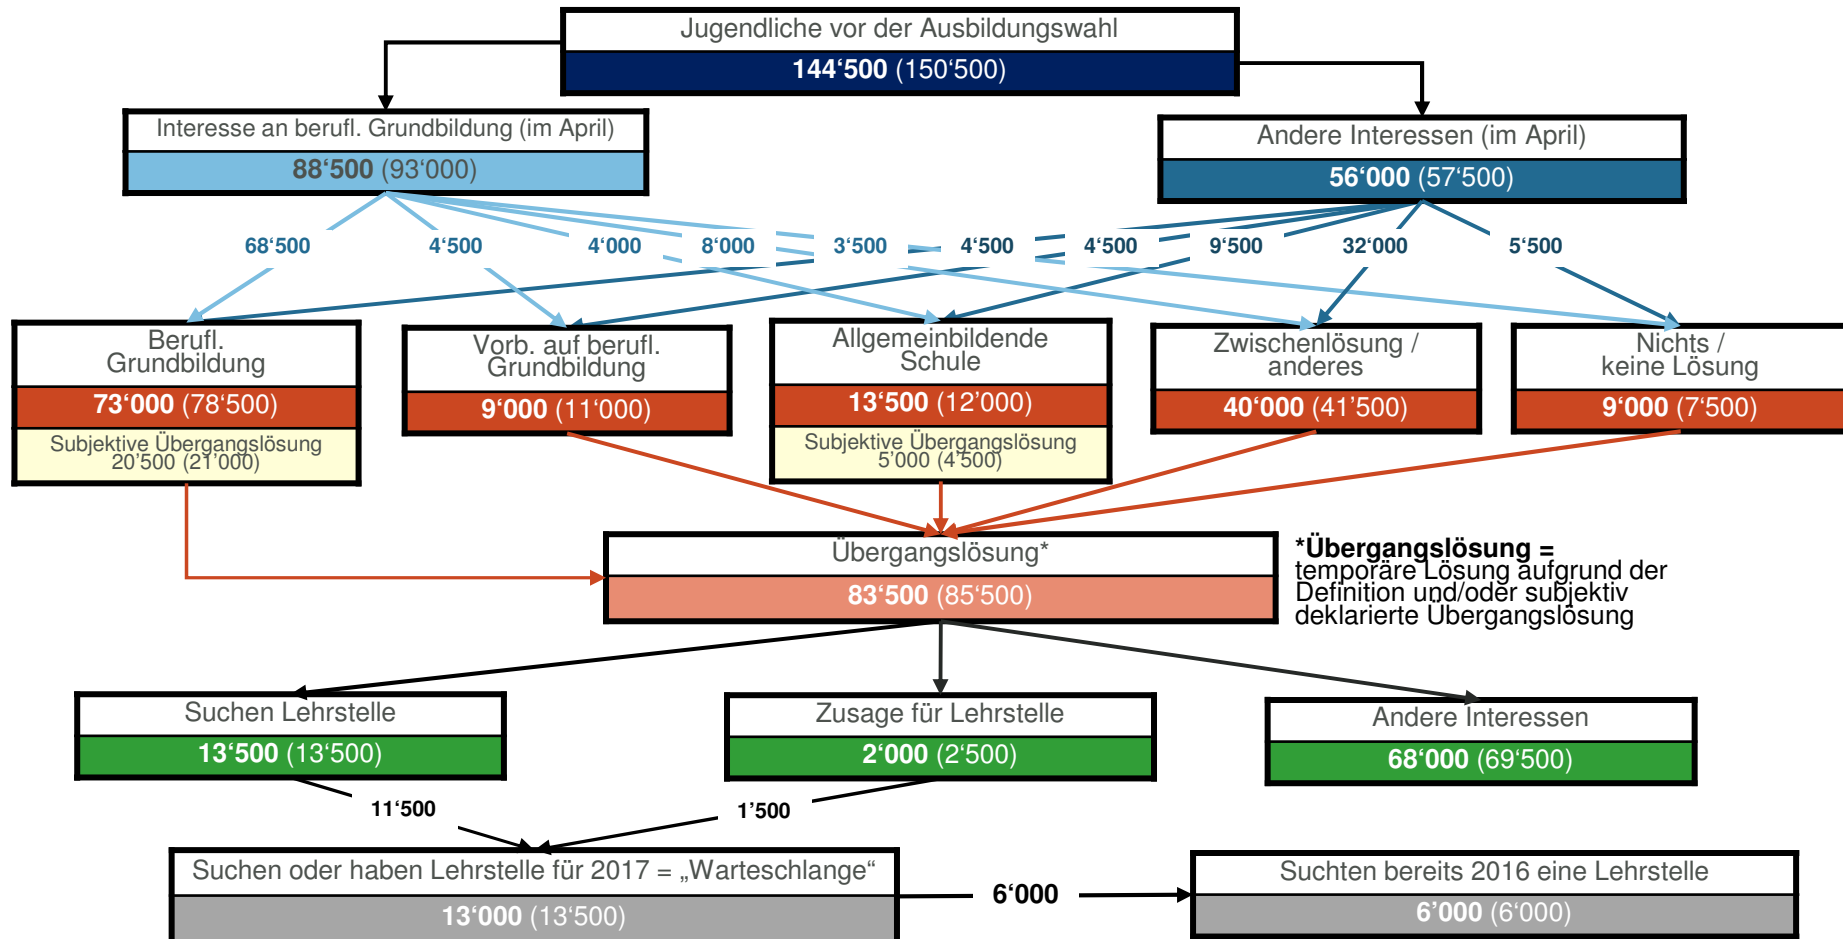 Jugendliche vor der Ausbildungswahl
144‘500 (150‘500)
Interesse an berufl. Grundbildung (im April)
88‘500 (93‘000)
Andere Interessen (im April)
56‘000 (57‘500)
68‘500 4‘500 4‘000 8‘000 3‘500 4‘500 4‘500 9‘500 32‘000 5‘500
Berufl.
Grundbildung
73‘000 (78‘500)
Subjektive Übergangslösung
20’500 (21’000)
Vorb. auf berufl.
Grundbildung
9‘000 (11‘000)
Allgemeinbildende
Schule
13‘500 (12’000)
Subjektive Übergangslösung
5’000 (4’500)
Zwischenlösung /
anderes
40‘000 (41’500)
Nichts /
keine Lösung
9‘000 (7‘500)
Übergangslösung*
83‘500 (85‘500)
*Übergangslösung =
temporäre Lösung aufgrund der
Definition und/oder subjektiv
deklarierte Übergangslösung
Suchen Lehrstelle
13‘500 (13‘500)
Zusage für Lehrstelle
2‘000 (2‘500)
Andere Interessen
68‘000 (69‘500)
11‘500
1‘500
Suchen oder haben Lehrstelle für 2017 = „Warteschlange“
13‘000 (13‘500)
6‘000
Suchten bereits 2016 eine Lehrstelle
6’000 (6’000)